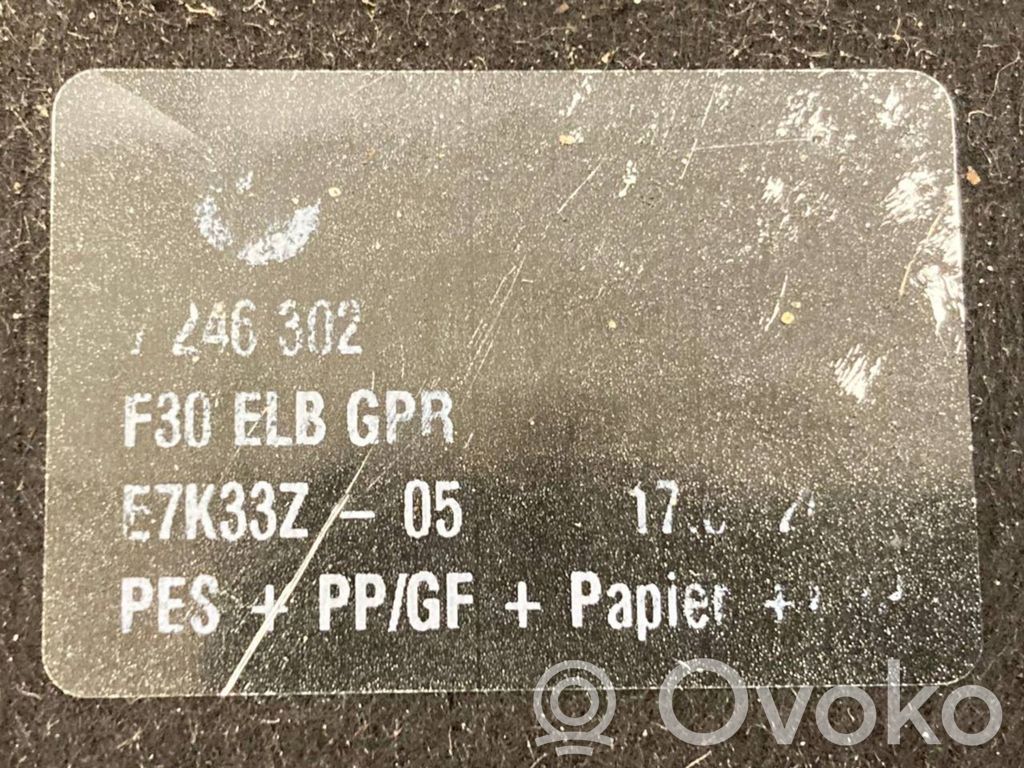 246 302
F30 ELB GPR
E7K33Z - 05
PES + PP/GF + Papier +
© Ovoko